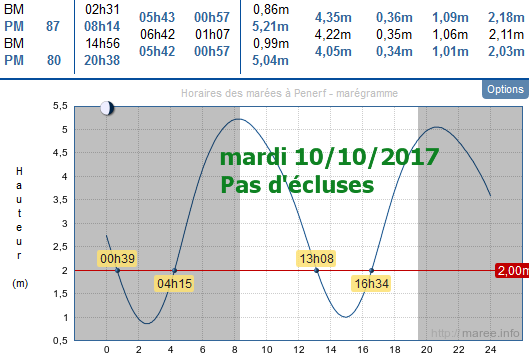 BM 02h31 0,86m
PM 87 08h14 05h43 00h57 5,21m 4,35m 0,36m 1,09m 2,18m
BM 14h56 06h42 01h07 0,99m 4,22m 0,35m 1,06m 2,11m
PM 80 20h38 05h42 00h57 5,04m 4,05m 0,34m 1,01m 2,03m
Options
Horaires des marées à Penerf - marégramme
5,5
5
4,5
4
3,5
3
2,5
2
1,5
1
0,5
Hauteur
(m)
mardi 10/10/2017
Pas d'écluses
00h39
04h15
13h08
16h34
2,00m
http://maree.info
0 2 4 6 8 10 12 14 16 18 20 22 24